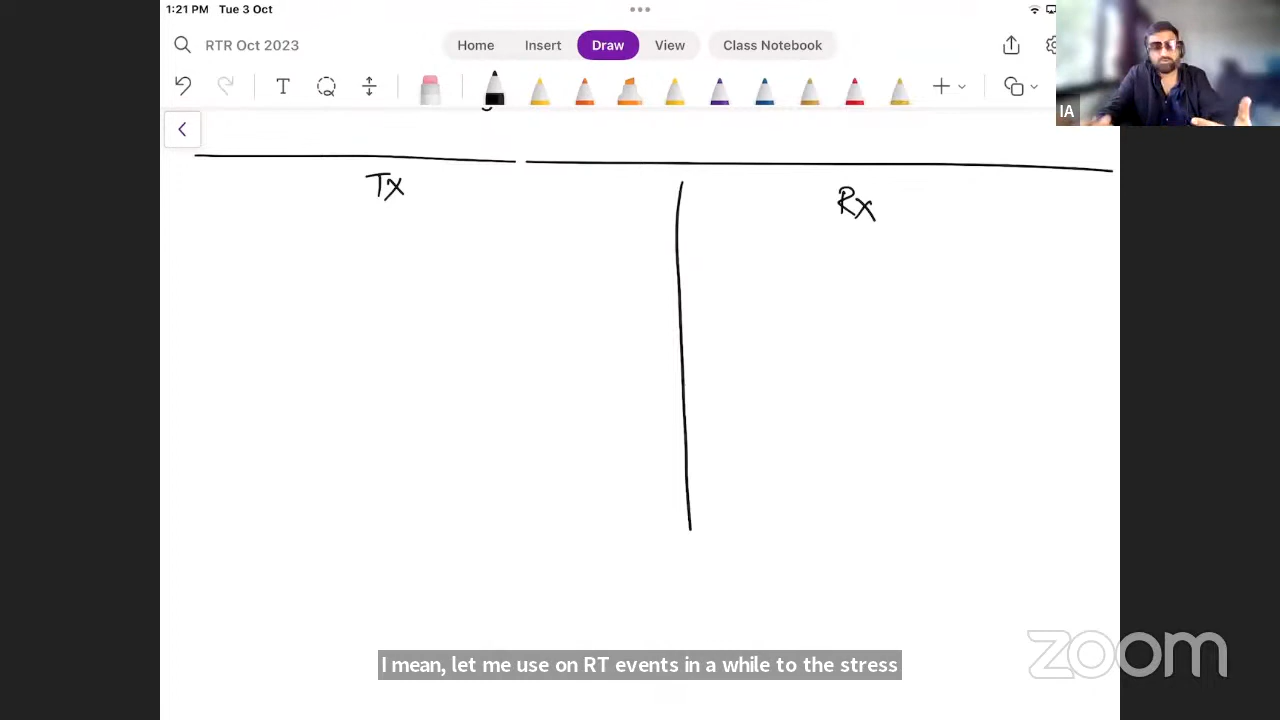 1:21 PM Tue 3 Oct
RTR Oct 2023
Home Insert Draw View Class Notebook
T
IA
Tx
Rx
I mean, let me use on RT events in a while to the stress
zoom